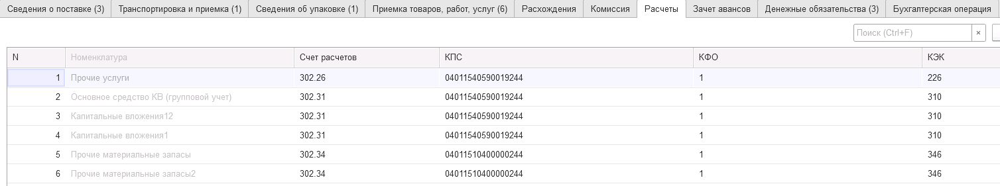 Сведения о поставке (3) Транспортировка и приемка (1) Сведения об упаковке (1) Приемка товаров, работ, услуг (6) Расхождения Комиссия Расчеты Зачет авансов Денежные обязательства (3) Бухгалтерская операция
Поиск (Ctrl+F) ×
N Номенклатура Счет расчетов КПС КФО КЭК
1 Прочие услуги 302.26 04011540590019244 1 226
2 Основное средство КВ (групповой учет) 302.31 04011540590019244 1 310
3 Капитальные вложения12 302.31 04011540590019244 1 310
4 Капитальные вложения1 302.31 04011540590019244 1 310
5 Прочие материальные запасы 302.34 04011510400000244 1 346
6 Прочие материальные запасы2 302.34 04011510400000244 1 346